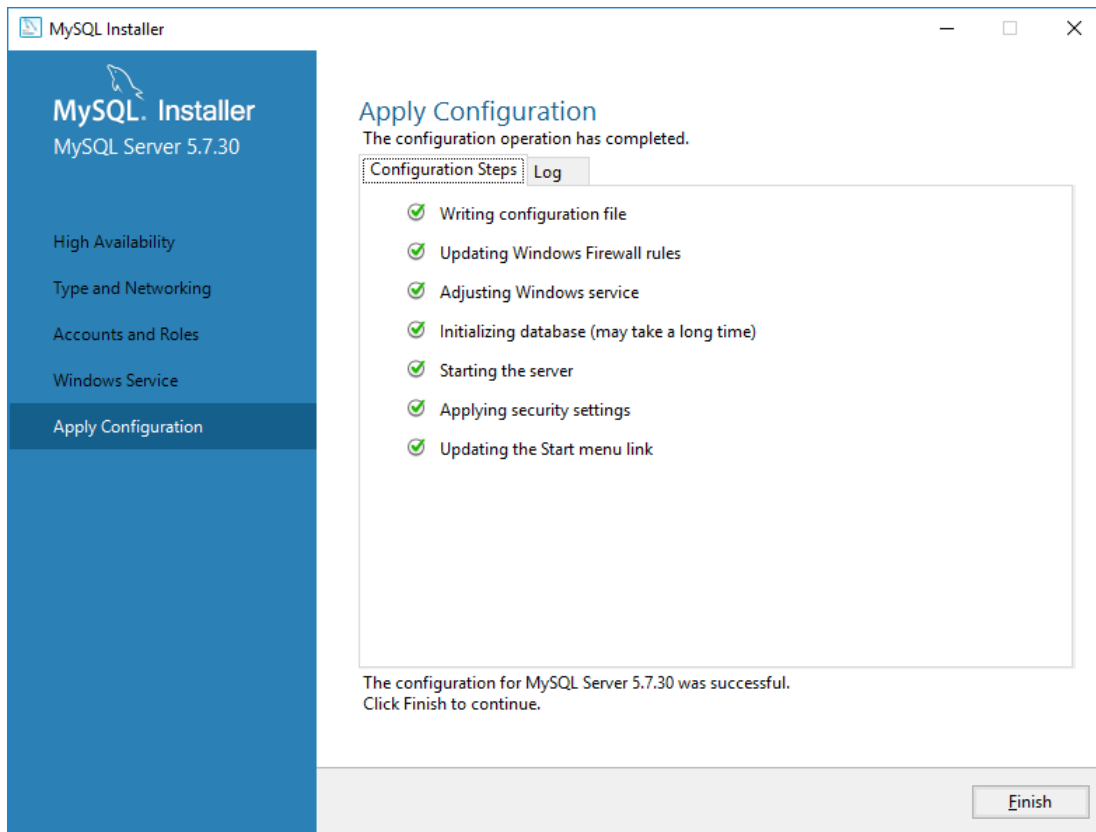 MySQL Installer
MySQL. Installer
MySQL Server 5.7.30
High Availability
Type and Networking
Accounts and Roles
Windows Service
Apply Configuration
Apply Configuration
The configuration operation has completed.
Configuration Steps
Log
Writing configuration file
Updating Windows Firewall rules
Adjusting Windows service
Initializing database (may take a long time)
Starting the server
Applying security settings
Updating the Start menu link
The configuration for MySQL Server 5.7.30 was successful.
Click Finish to continue.
Finish